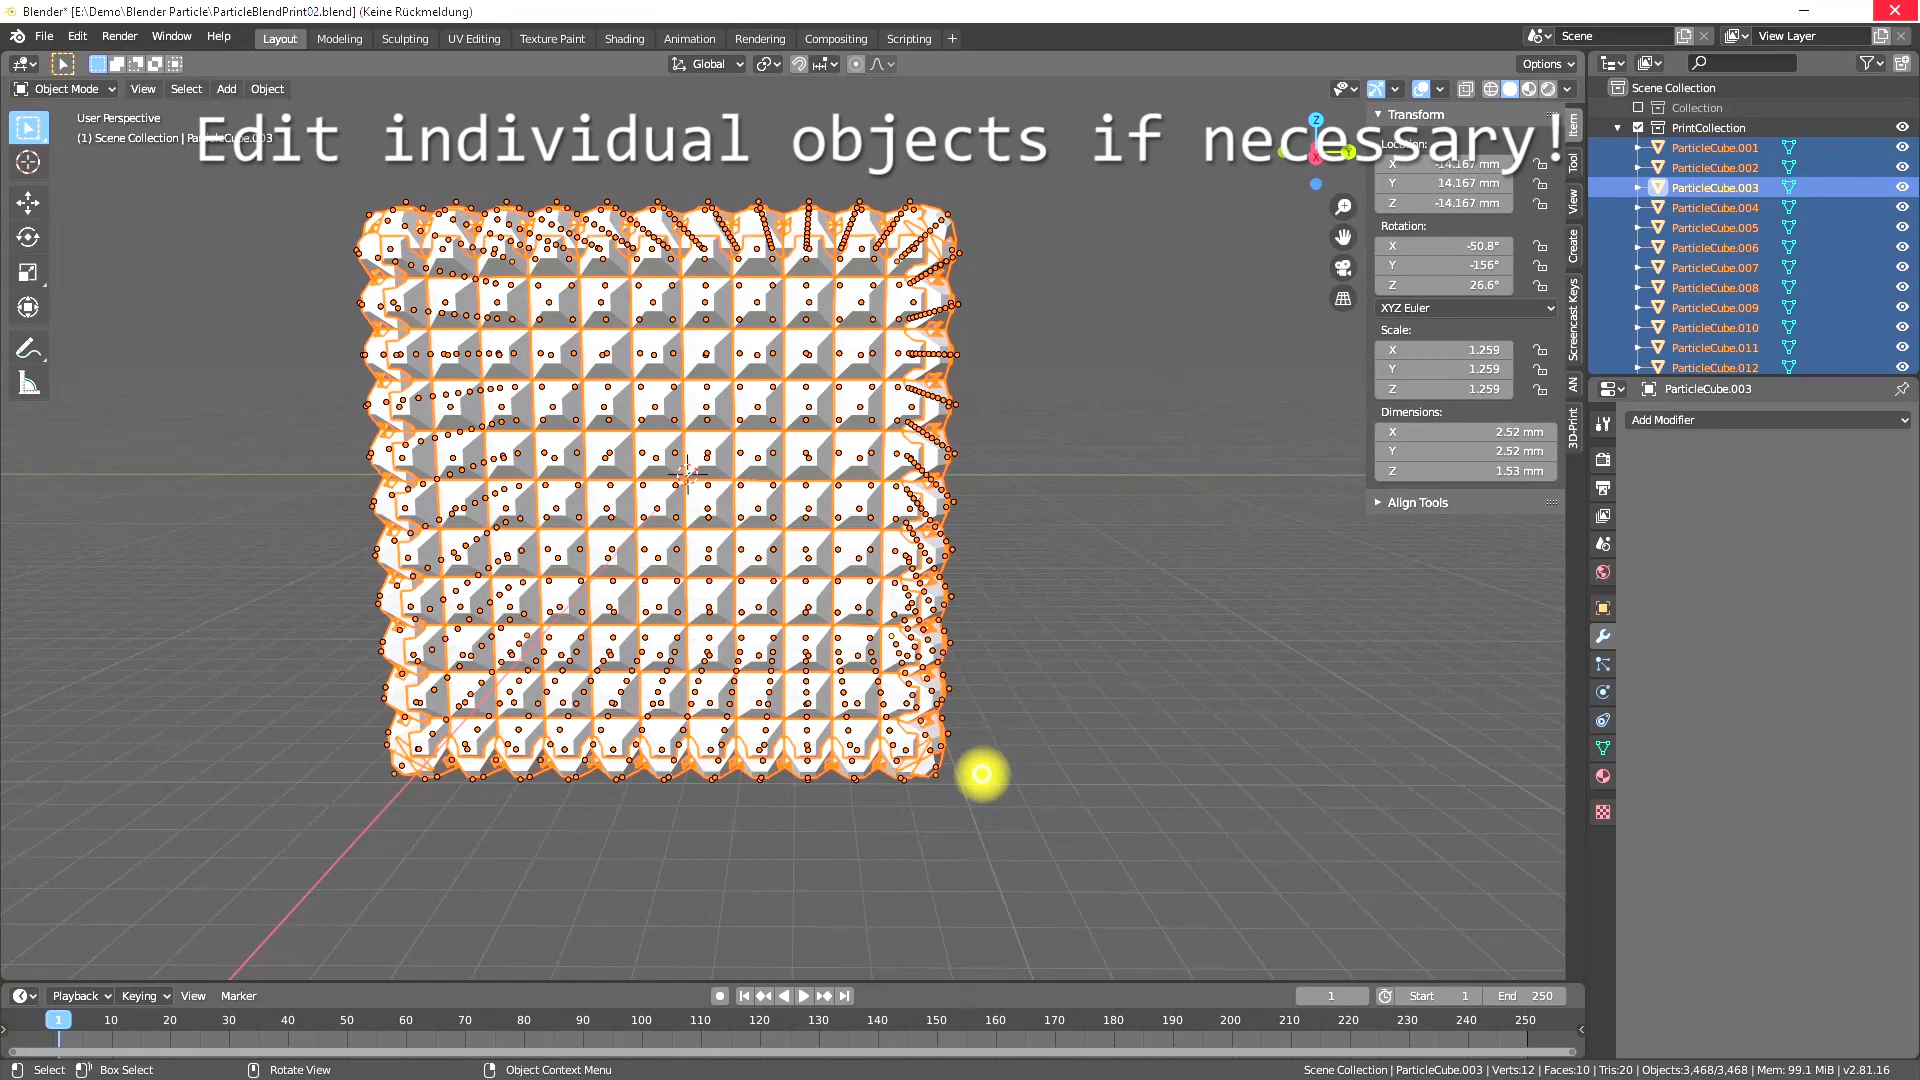 Blender* [E:\Demo\Blender Particle\ParticleBlendPrint02.blend] (Keine Rückmeldung)
File Edit Render Window Help Layout Modeling Sculpting UV Editing Texture Paint Shading Animation Rendering Compositing Scripting + Scene View Layer
Global Options
Object Mode View Select Add Object
User Perspective
(1) Scene Collection | ParticleCube.003
Edit individual objects if necessary!
Z
Y
X
Transform
Location:
X -14.167 mm
Y 14.167 mm
Z -14.167 mm
Rotation:
X -50.8°
Y -156°
Z 26.6°
XYZ Euler
Scale:
X 1.259
Y 1.259
Z 1.259
Dimensions:
X 2.52 mm
Y 2.52 mm
Z 1.53 mm
Align Tools
Item
Tool
View
Create
Screencast Keys
AN
3D-Print
Scene Collection
Collection
PrintCollection
ParticleCube.001
ParticleCube.002
ParticleCube.003
ParticleCube.004
ParticleCube.005
ParticleCube.006
ParticleCube.007
ParticleCube.008
ParticleCube.009
ParticleCube.010
ParticleCube.011
ParticleCube.012
ParticleCube.003
Add Modifier
Playback Keying View Marker 1 Start 1 End 250
1 10 20 30 40 50 60 70 80 90 100 110 120 130 140 150 160 170 180 190 200 210 220 230 240 250
Select Box Select Rotate View Object Context Menu Scene Collection | ParticleCube.003 | Verts:12 | Faces:10 | Tris:20 | Objects:3,468/3,468 | Mem: 99.1 MiB | v2.81.16